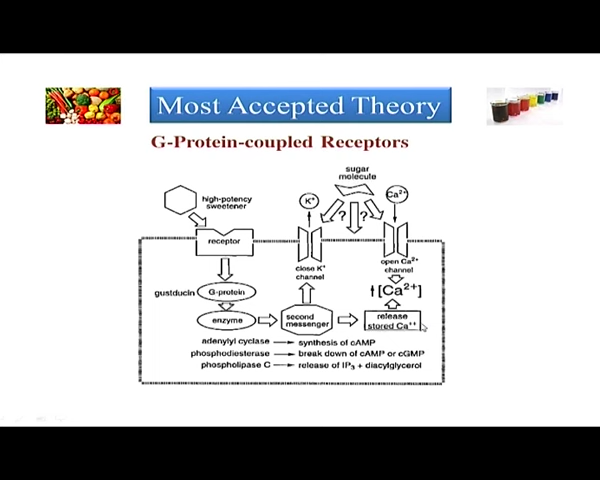 Most Accepted Theory
G-Protein-coupled Receptors
sugar
molecule
high-potency
sweetener
K⁺
Ca²⁺
? ?
receptor
close K⁺
channel
open Ca²⁺
channel
gustducin
G-protein
[Ca²⁺]
enzyme
second
messenger
release
stored Ca⁺⁺
adenylyl cyclase → synthesis of cAMP
phosphodiesterase → break down of cAMP or cGMP
phospholipase C → release of IP₃ + diacylglycerol